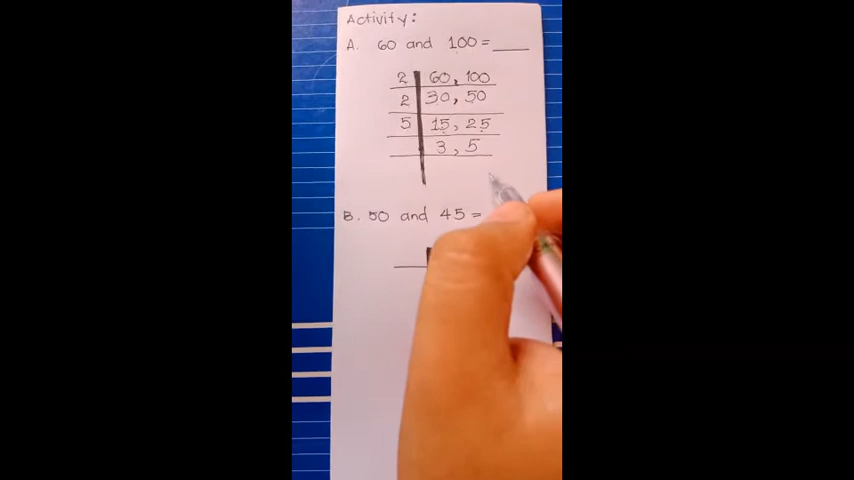 Activity:
A. 60 and 100 = ____
2 60, 100
2 30, 50
5 15, 25
3, 5
B. 50 and 45 =